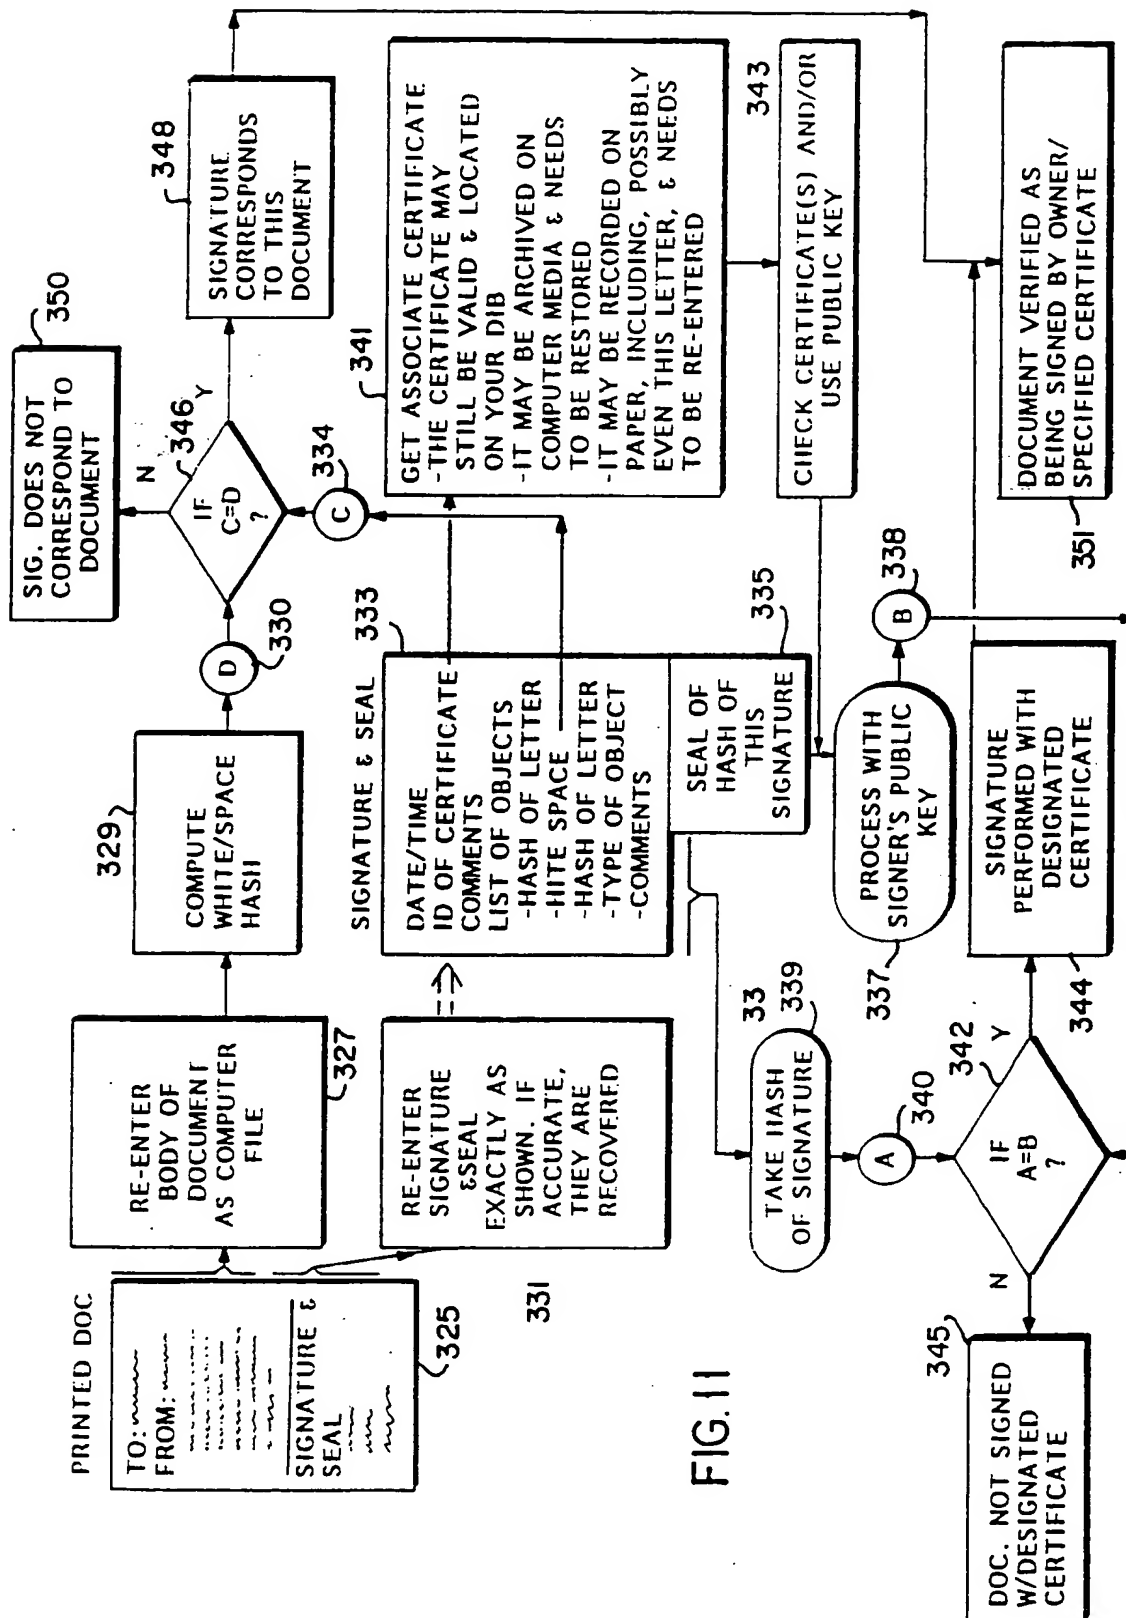 PRINTED DOC
TO:
FROM:
SIGNATURE &
SEAL
325
RE-ENTER
BODY OF
DOCUMENT
AS COMPUTER
FILE
327
COMPUTE
WHITE/SPACE
HASH
329
D
330
IF
C=D
?
346
N
Y
SIG. DOES NOT
CORRESPOND TO
DOCUMENT
350
SIGNATURE
CORRESPONDS
TO THIS
DOCUMENT
348
C
334
RE-ENTER
SIGNATURE
&SEAL
EXACTLY AS
SHOWN. IF
ACCURATE,
THEY ARE
RECOVERED
331
SIGNATURE & SEAL
333
DATE/TIME
ID OF CERTIFICATE
COMMENTS
LIST OF OBJECTS
-HASH OF LETTER
-HITE SPACE
-HASH OF LETTER
-TYPE OF OBJECT
-COMMENTS
SEAL OF
HASH OF
THIS
SIGNATURE
335
341
GET ASSOCIATE CERTIFICATE
-THE CERTIFICATE MAY
STILL BE VALID & LOCATED
ON YOUR DIB
-IT MAY BE ARCHIVED ON
COMPUTER MEDIA & NEEDS
TO BE RESTORED
-IT MAY BE RECORDED ON
PAPER, INCLUDING, POSSIBLY
EVEN THIS LETTER, & NEEDS
TO BE RE-ENTERED
343
CHECK CERTIFICATE(S) AND/OR
USE PUBLIC KEY
33
339
TAKE HASH
OF SIGNATURE
A
340
PROCESS WITH
SIGNER'S PUBLIC
KEY
337
B
338
IF
A=B
?
342
N
Y
345
DOC. NOT SIGNED
W/DESIGNATED
CERTIFICATE
SIGNATURE
PERFORMED WITH
DESIGNATED
CERTIFICATE
344
DOCUMENT VERIFIED AS
BEING SIGNED BY OWNER/
SPECIFIED CERTIFICATE
351
FIG.11